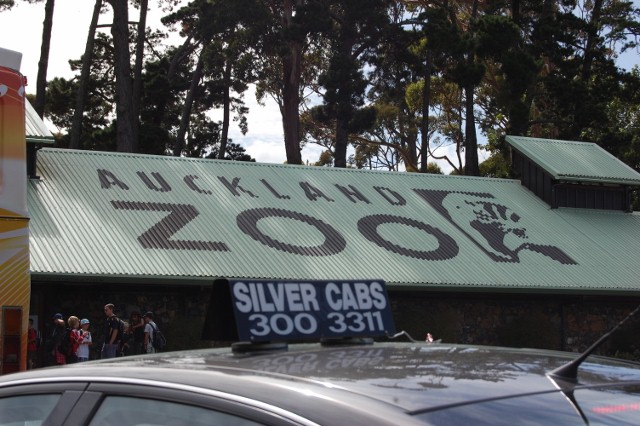 AUCKLAND
ZOO
SILVER CABS
300 3311